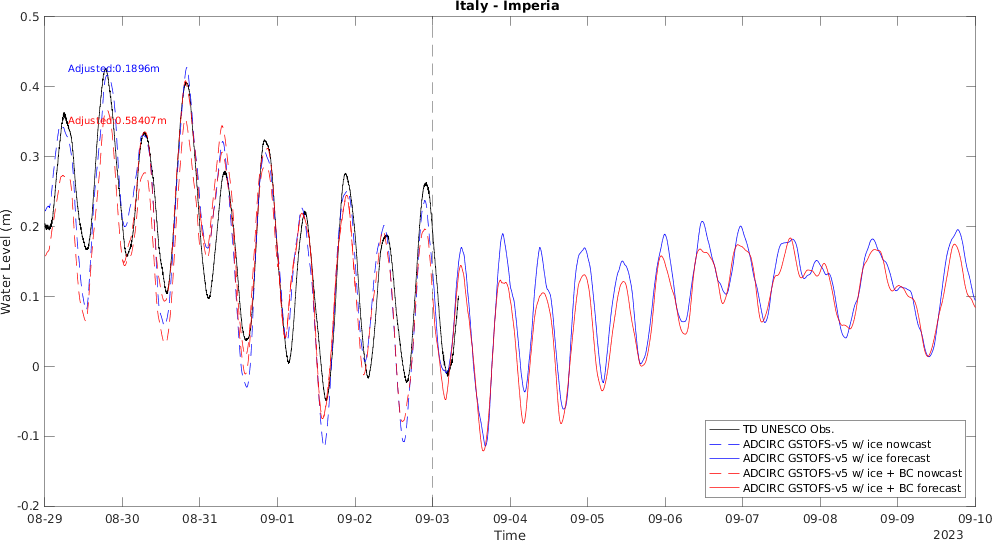 Italy - Imperia
0.5
0.4
0.3
0.2
0.1
0
-0.1
-0.2
Water Level (m)
Adjusted:0.1896m
Adjusted:0.58407m
TD UNESCO Obs.
ADCIRC GSTOFS-v5 w/ ice nowcast
ADCIRC GSTOFS-v5 w/ ice forecast
ADCIRC GSTOFS-v5 w/ ice + BC nowcast
ADCIRC GSTOFS-v5 w/ ice + BC forecast
08-29 08-30 08-31 09-01 09-02 09-03 09-04 09-05 09-06 09-07 09-08 09-09 09-10
Time
2023